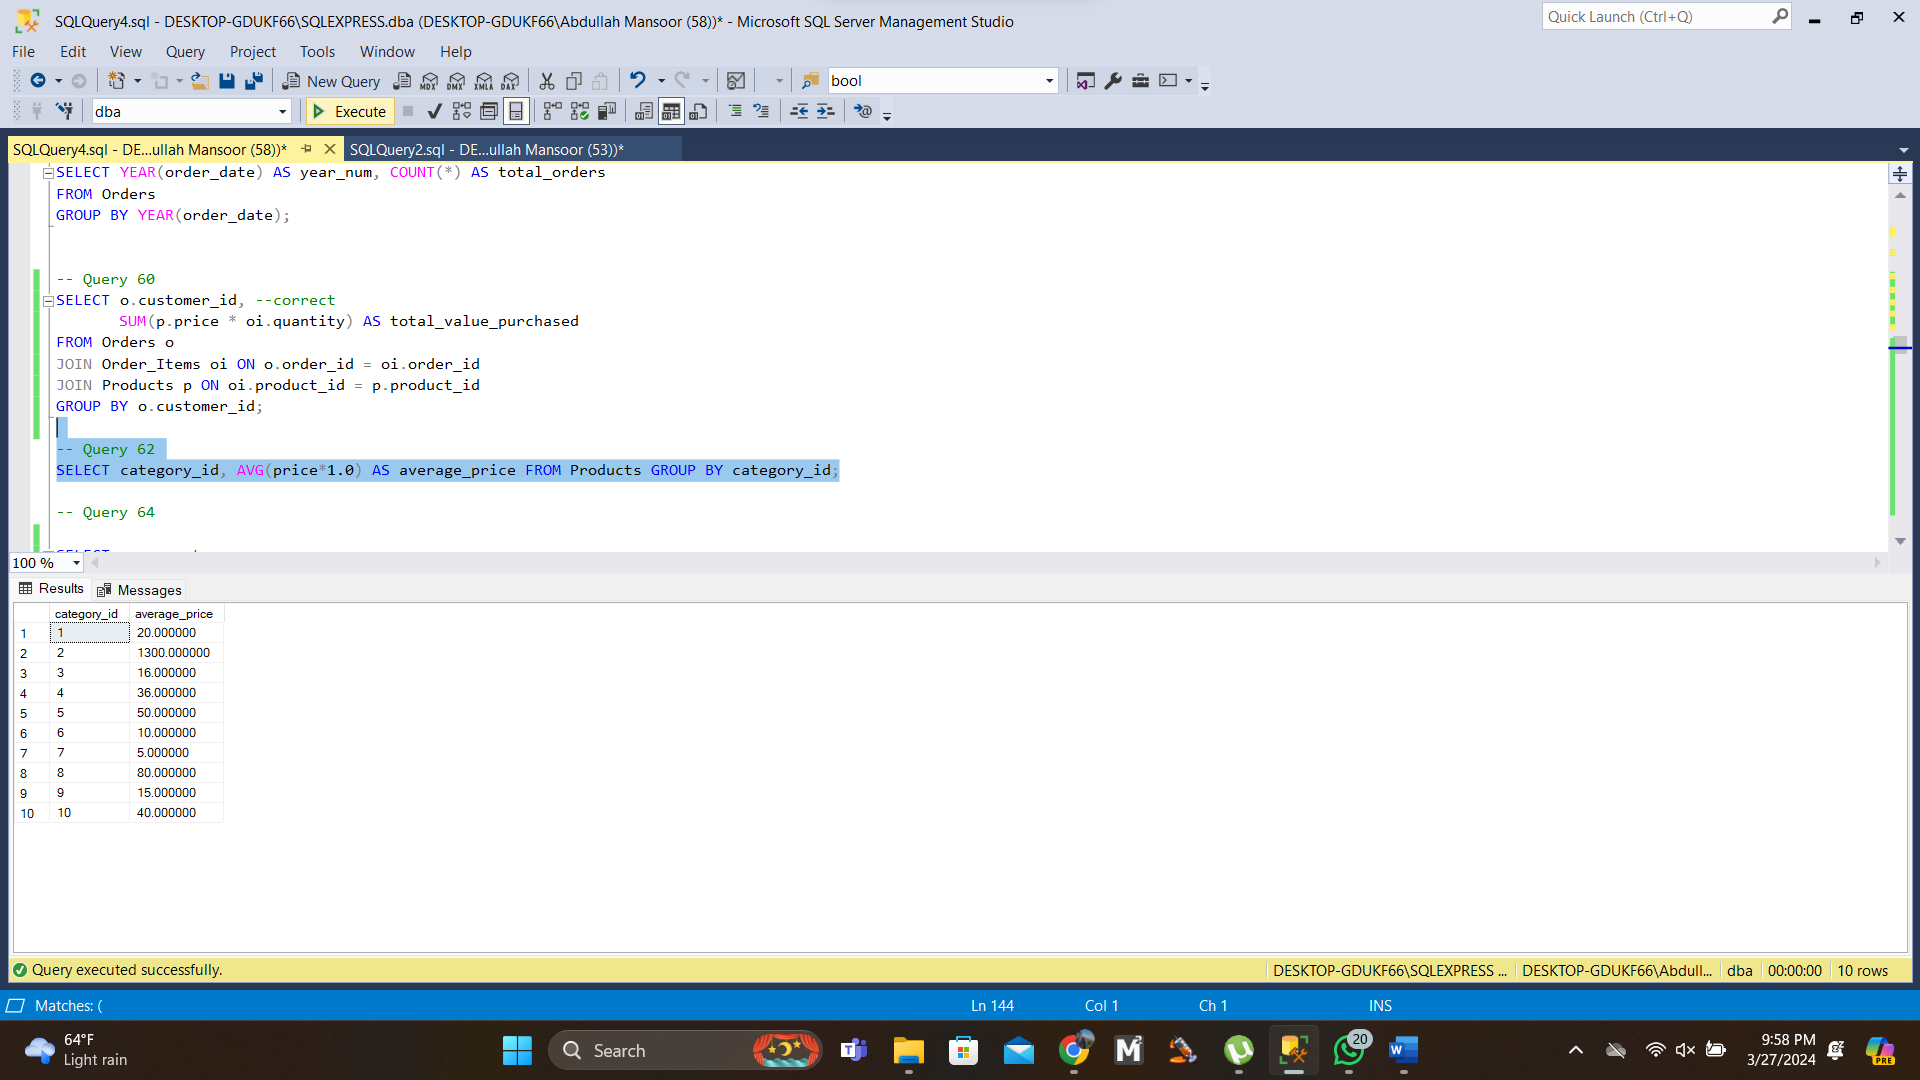 SQLQuery4.sql - DESKTOP-GDUKF66\SQLEXPRESS.dba (DESKTOP-GDUKF66\Abdullah Mansoor (58))* - Microsoft SQL Server Management Studio
Quick Launch (Ctrl+Q)
File Edit View Query Project Tools Window Help
New Query
MDX DMX XMLA DAX
bool
dba
Execute
SQLQuery4.sql - DE...ullah Mansoor (58))*
SQLQuery2.sql - DE...ullah Mansoor (53))*
SELECT YEAR(order_date) AS year_num, COUNT(*) AS total_orders
FROM Orders
GROUP BY YEAR(order_date);
-- Query 60
SELECT o.customer_id, --correct
SUM(p.price * oi.quantity) AS total_value_purchased
FROM Orders o
JOIN Order_Items oi ON o.order_id = oi.order_id
JOIN Products p ON oi.product_id = p.product_id
GROUP BY o.customer_id;
-- Query 62
SELECT category_id, AVG(price*1.0) AS average_price FROM Products GROUP BY category_id;
-- Query 64
100 %
Results Messages
category_id average_price
1 1 20.000000
2 2 1300.000000
3 3 16.000000
4 4 36.000000
5 5 50.000000
6 6 10.000000
7 7 5.000000
8 8 80.000000
9 9 15.000000
10 10 40.000000
Query executed successfully.
DESKTOP-GDUKF66\SQLEXPRESS ...
DESKTOP-GDUKF66\Abdull...
dba
00:00:00
10 rows
Matches: (
Ln 144
Col 1
Ch 1
INS
64°F
Light rain
Search
20
9:58 PM
3/27/2024
PRE